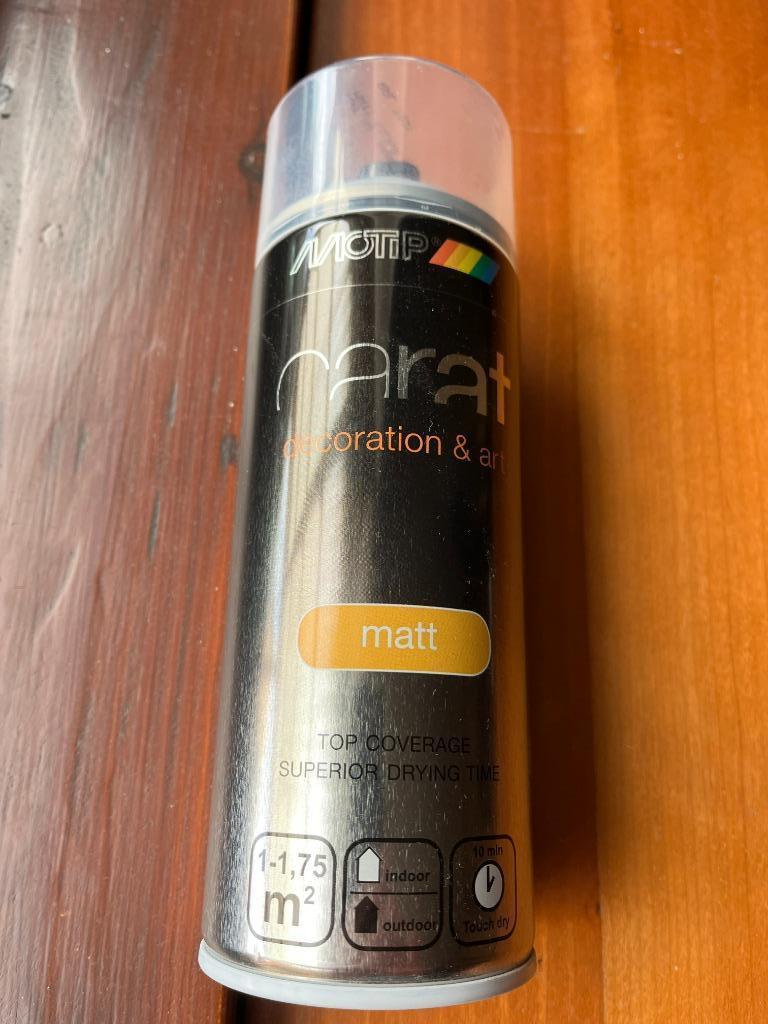 MOTIP®
carat
decoration & art
matt
TOP COVERAGE
SUPERIOR DRYING TIME
1-1,75
m²
indoor
outdoor
10 min
Touch dry